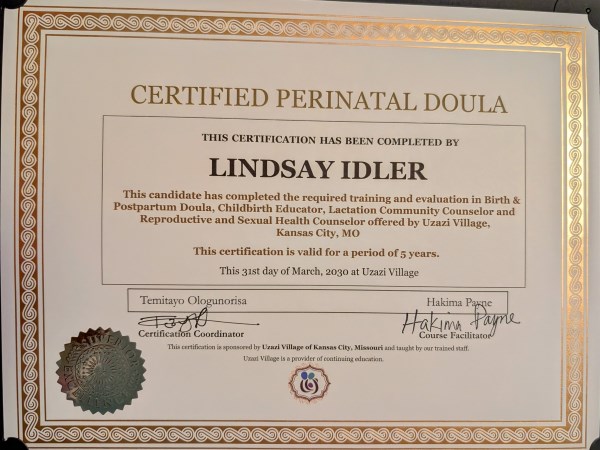 CERTIFIED PERINATAL DOULA
THIS CERTIFICATION HAS BEEN COMPLETED BY
LINDSAY IDLER
This candidate has completed the required training and evaluation in Birth &
Postpartum Doula, Childbirth Educator, Lactation Community Counselor and
Reproductive and Sexual Health Counselor offered by Uzazi Village,
Kansas City, MO
This certification is valid for a period of 5 years.
This 31st day of March, 2030 at Uzazi Village
Temitayo Ologunorisa Hakima Payne
Hakima Payne
Certification Coordinator Course Facilitator
This certification is sponsored by Uzazi Village of Kansas City, Missouri and taught by our trained staff.
Uzazi Village is a provider of continuing education.